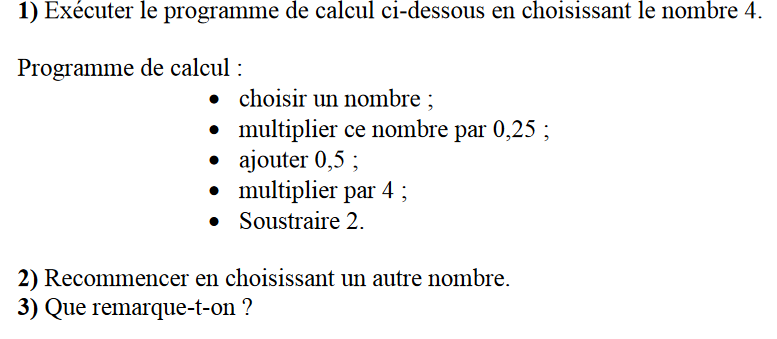 1) Exécuter le programme de calcul ci-dessous en choisissant le nombre 4.
Programme de calcul :
• choisir un nombre ;
• multiplier ce nombre par 0,25 ;
• ajouter 0,5 ;
• multiplier par 4 ;
• Soustraire 2.
2) Recommencer en choisissant un autre nombre.
3) Que remarque-t-on ?